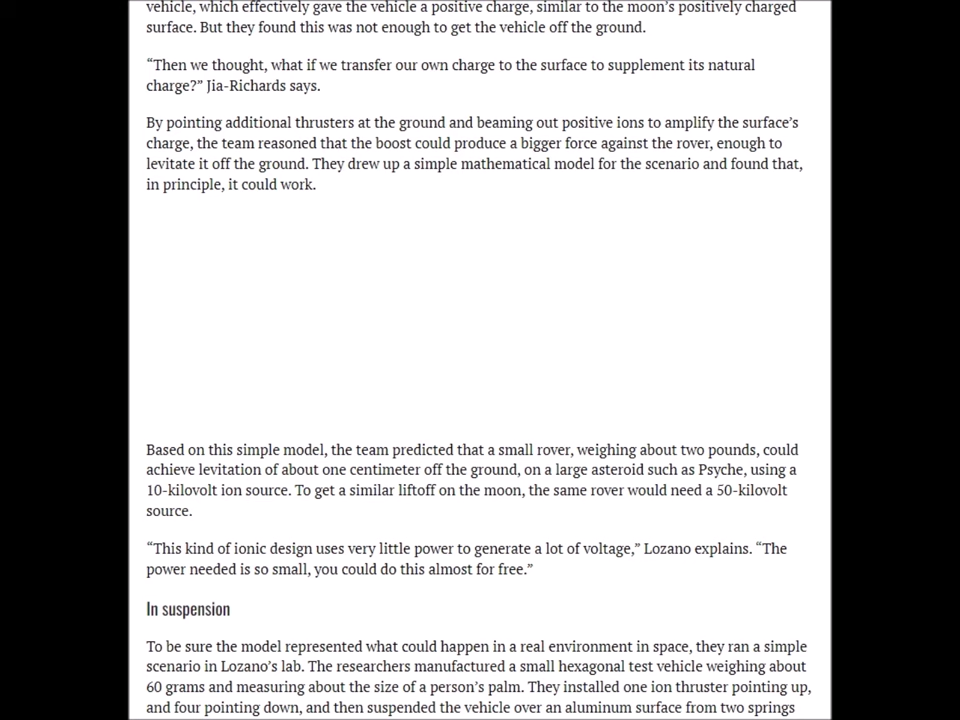 vehicle, which effectively gave the vehicle a positive charge, similar to the moon’s positively charged
surface. But they found this was not enough to get the vehicle off the ground.
“Then we thought, what if we transfer our own charge to the surface to supplement its natural
charge?” Jia-Richards says.
By pointing additional thrusters at the ground and beaming out positive ions to amplify the surface’s
charge, the team reasoned that the boost could produce a bigger force against the rover, enough to
levitate it off the ground. They drew up a simple mathematical model for the scenario and found that,
in principle, it could work.
Based on this simple model, the team predicted that a small rover, weighing about two pounds, could
achieve levitation of about one centimeter off the ground, on a large asteroid such as Psyche, using a
10-kilovolt ion source. To get a similar liftoff on the moon, the same rover would need a 50-kilovolt
source.
“This kind of ionic design uses very little power to generate a lot of voltage,” Lozano explains. “The
power needed is so small, you could do this almost for free.”
In suspension
To be sure the model represented what could happen in a real environment in space, they ran a simple
scenario in Lozano’s lab. The researchers manufactured a small hexagonal test vehicle weighing about
60 grams and measuring about the size of a person’s palm. They installed one ion thruster pointing up,
and four pointing down, and then suspended the vehicle over an aluminum surface from two springs